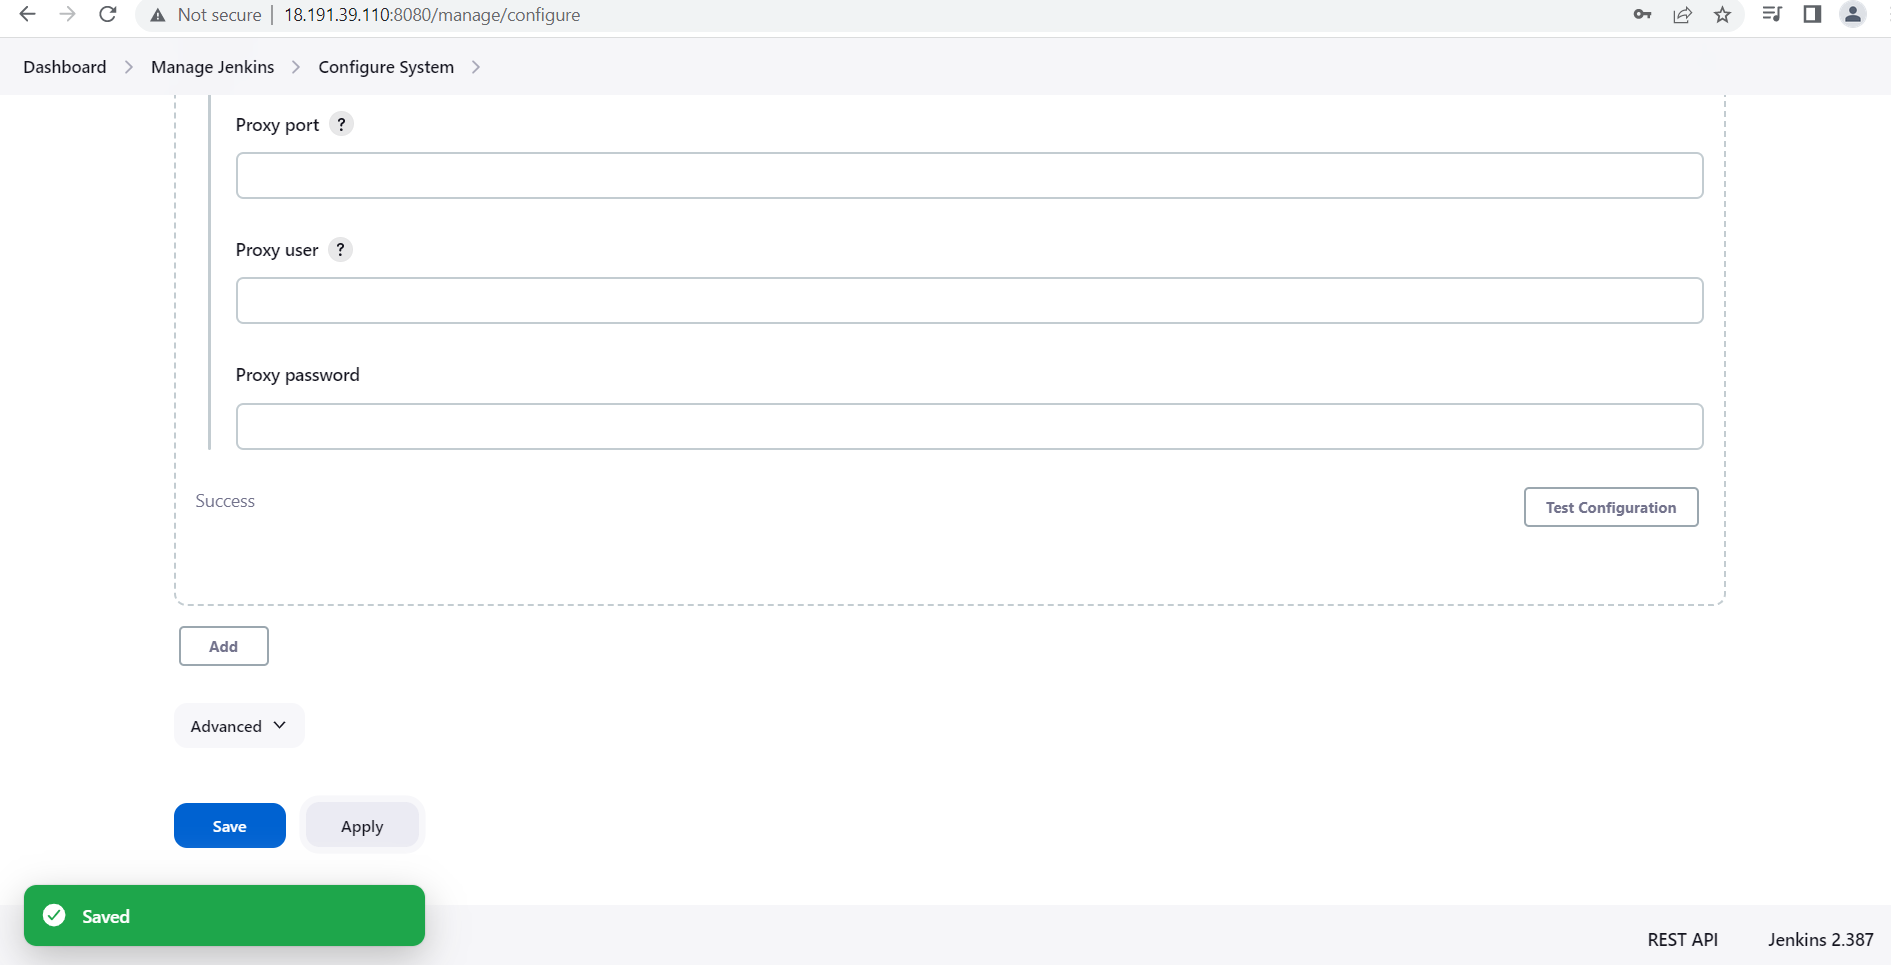 Not secure | 18.191.39.110:8080/manage/configure
Dashboard > Manage Jenkins > Configure System >
Proxy port ?
Proxy user ?
Proxy password
Success
Test Configuration
Add
Advanced
Save Apply
Saved
REST API Jenkins 2.387